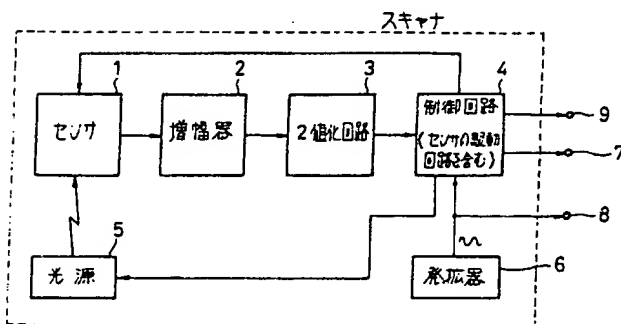 スキャナ
1
2
3
4
センサ
増幅器
2値化回路
制御回路
(センサの駆動
回路を含む)
9
7
8
5
光源
発拡器
6